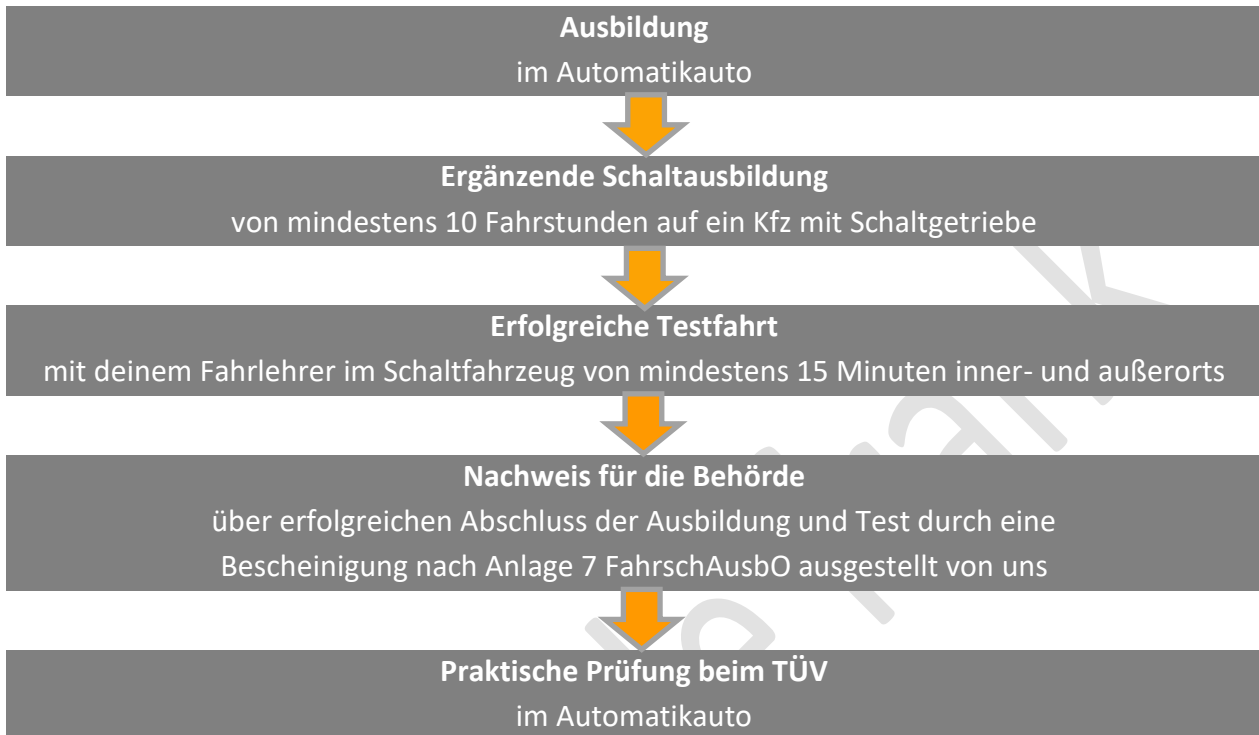 Ausbildung
im Automatikauto
Ergänzende Schaltausbildung
von mindestens 10 Fahrstunden auf ein Kfz mit Schaltgetriebe
Erfolgreiche Testfahrt
mit deinem Fahrlehrer im Schaltfahrzeug von mindestens 15 Minuten inner- und außerorts
Nachweis für die Behörde
über erfolgreichen Abschluss der Ausbildung und Test durch eine
Bescheinigung nach Anlage 7 FahrschAusbO ausgestellt von uns
Praktische Prüfung beim TÜV
im Automatikauto